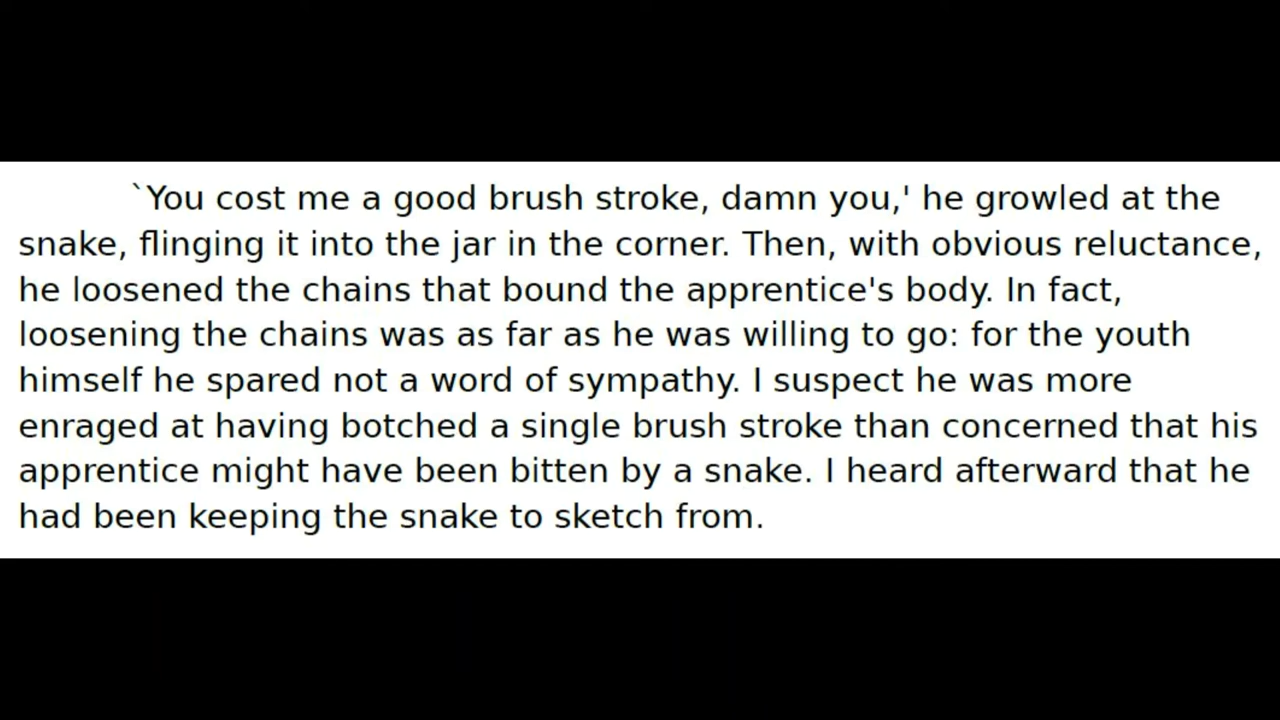 `You cost me a good brush stroke, damn you,' he growled at the
snake, flinging it into the jar in the corner. Then, with obvious reluctance,
he loosened the chains that bound the apprentice's body. In fact,
loosening the chains was as far as he was willing to go: for the youth
himself he spared not a word of sympathy. I suspect he was more
enraged at having botched a single brush stroke than concerned that his
apprentice might have been bitten by a snake. I heard afterward that he
had been keeping the snake to sketch from.